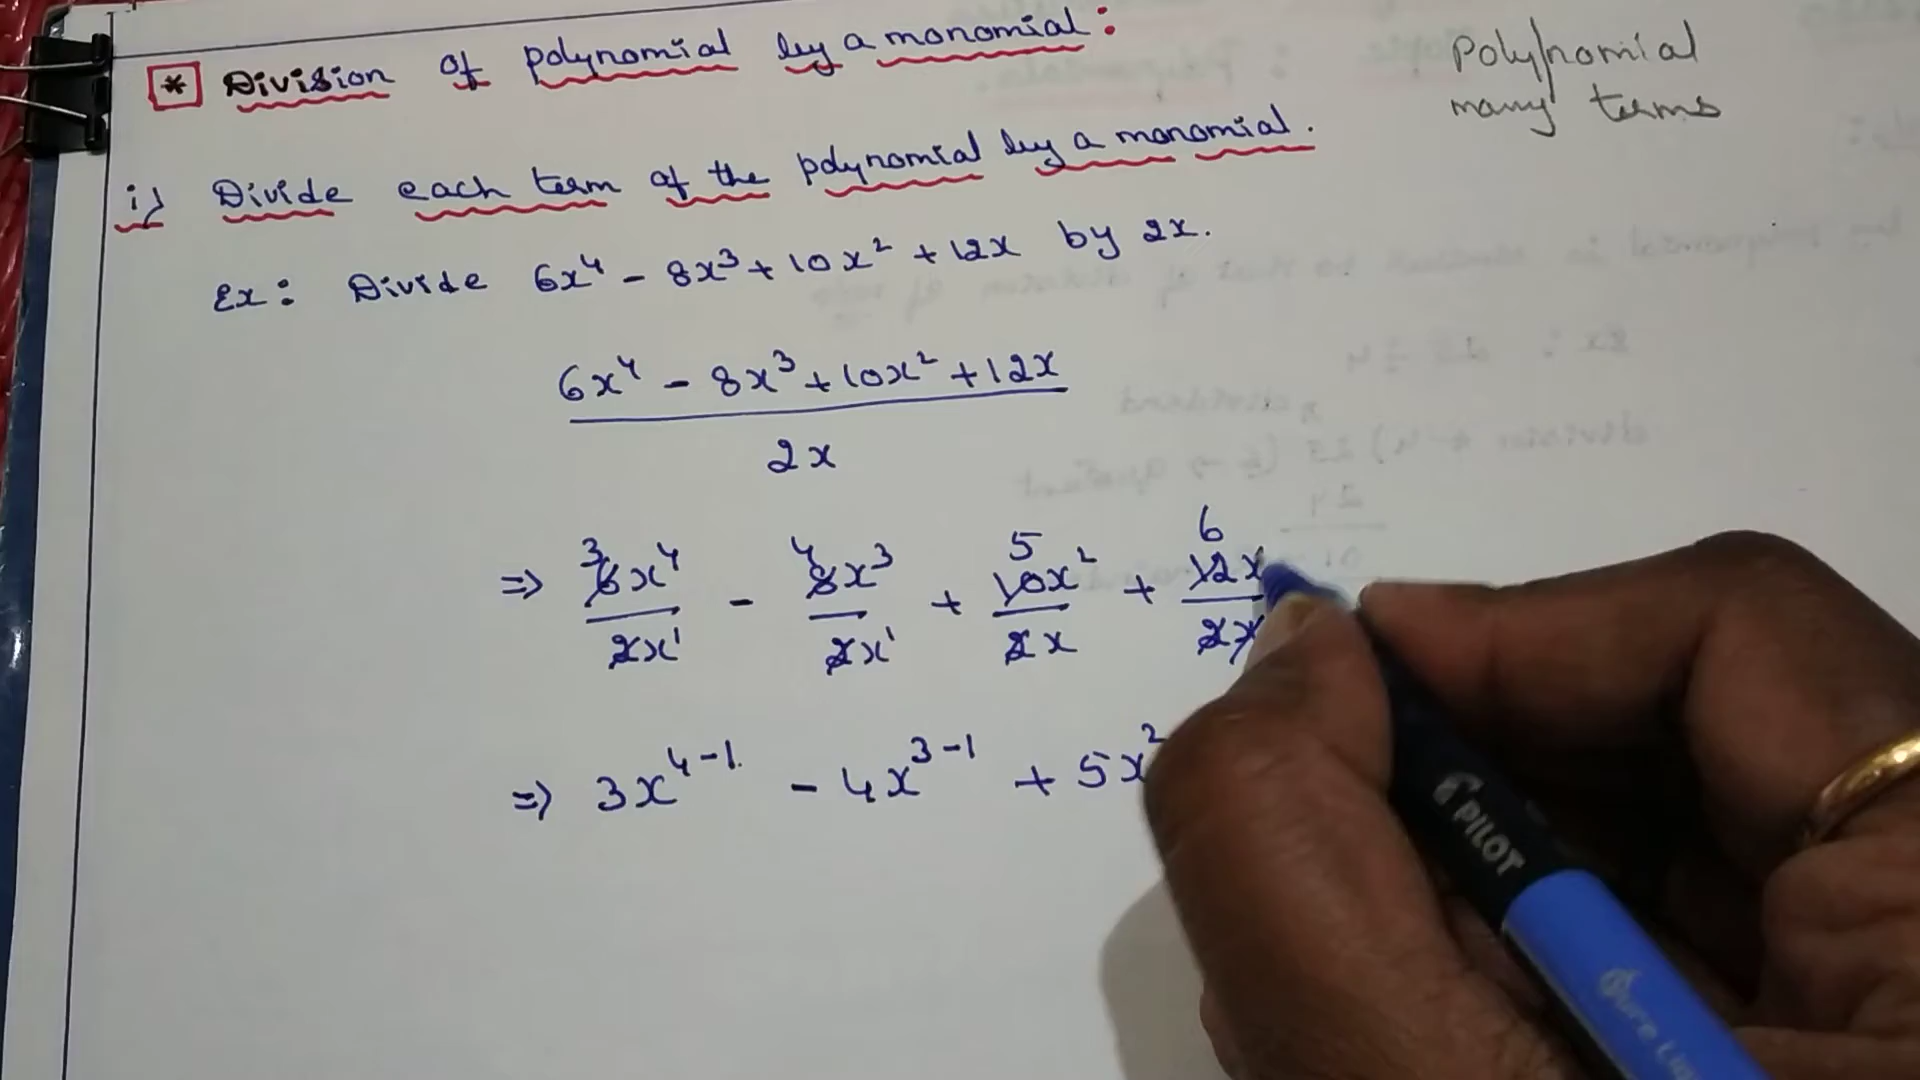 * Division of polynomial by a monomial:
Polynomial
many terms
i) Divide each term of the polynomial by a monomial.
Ex: Divide 6x⁴ - 8x³ + 10x² + 12x by 2x.
6x⁴ - 8x³ + 10x² + 12x
2x
3 4 5 6
=> 6x⁴ - 8x³ + 10x² + 12x
2x¹ 2x¹ 2x 2x
=> 3x⁴⁻¹ - 4x³⁻¹ + 5x²
PILOT